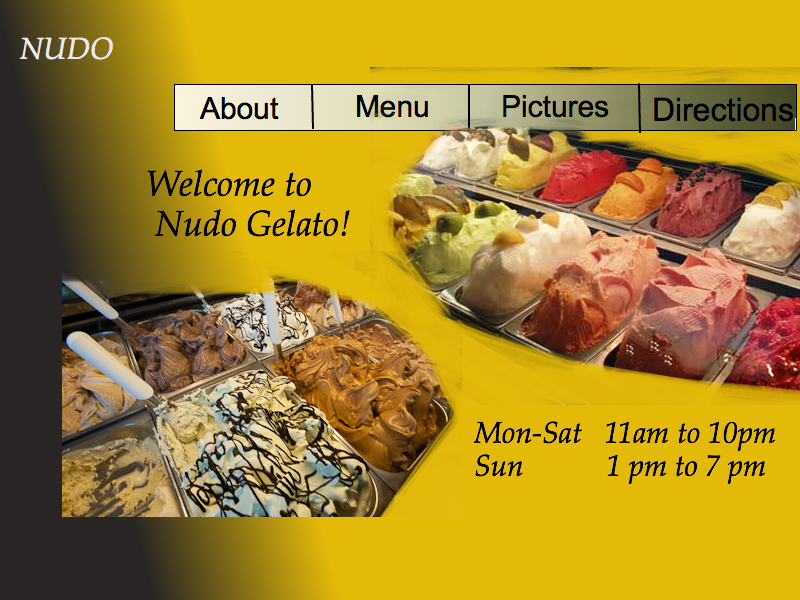 NUDO
About Menu Pictures Directions
Welcome to
Nudo Gelato!
Mon-Sat 11am to 10pm
Sun 1 pm to 7 pm